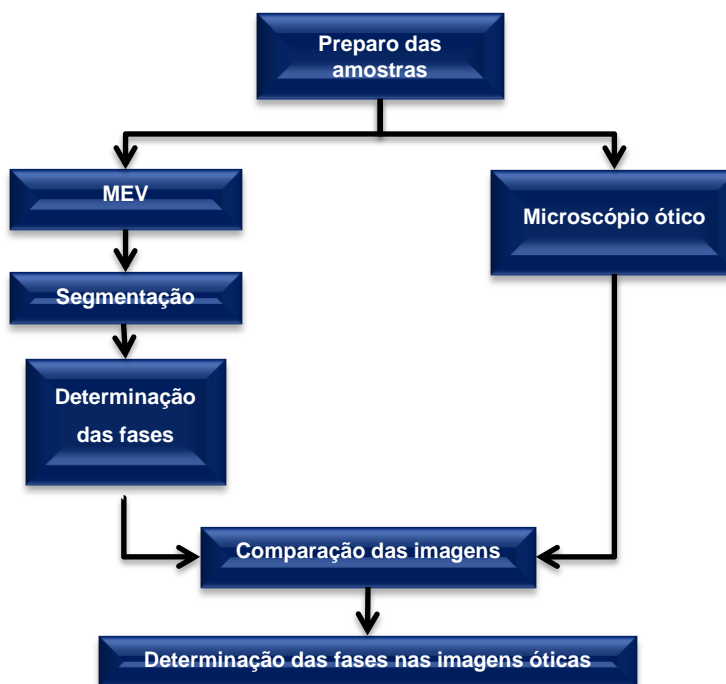 Preparo das
amostras
MEV
Microscópio ótico
Segmentação
Determinação
das fases
Comparação das imagens
Determinação das fases nas imagens óticas